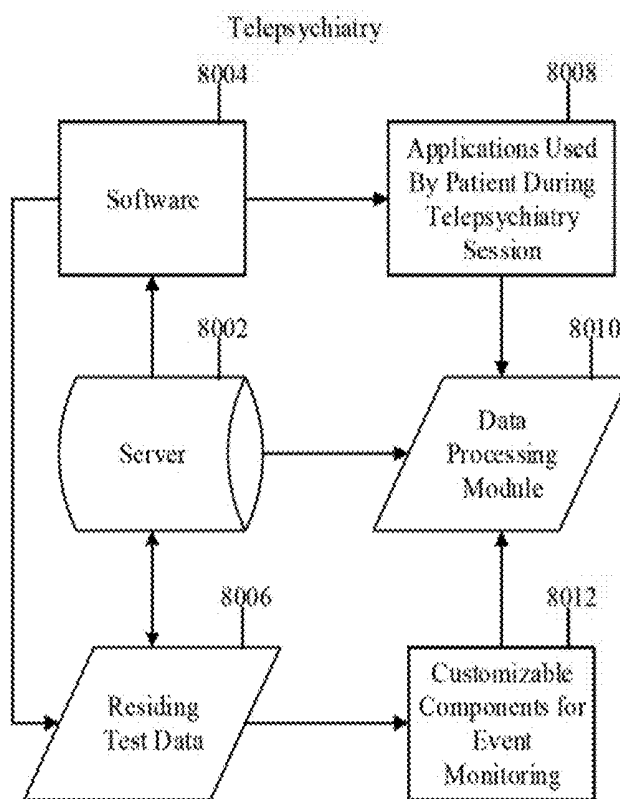 Telepsychiatry
8004
Software
8008
Applications Used
By Patient During
Telepsychiatry
Session
8002
Server
8010
Data
Processing
Module
8006
Residing
Test Data
8012
Customizable
Components for
Event
Monitoring